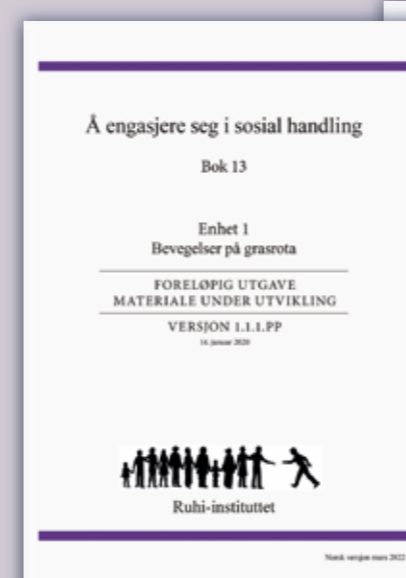 Å engasjere seg i sosial handling
Bok 13
Enhet 1
Bevegelser på grasrota
FORELØPIG UTGAVE
MATERIALE UNDER UTVIKLING
VERSJON 1.1.1.PP
14. januar 2020
Ruhi-instituttet
Norsk versjon mars 2022